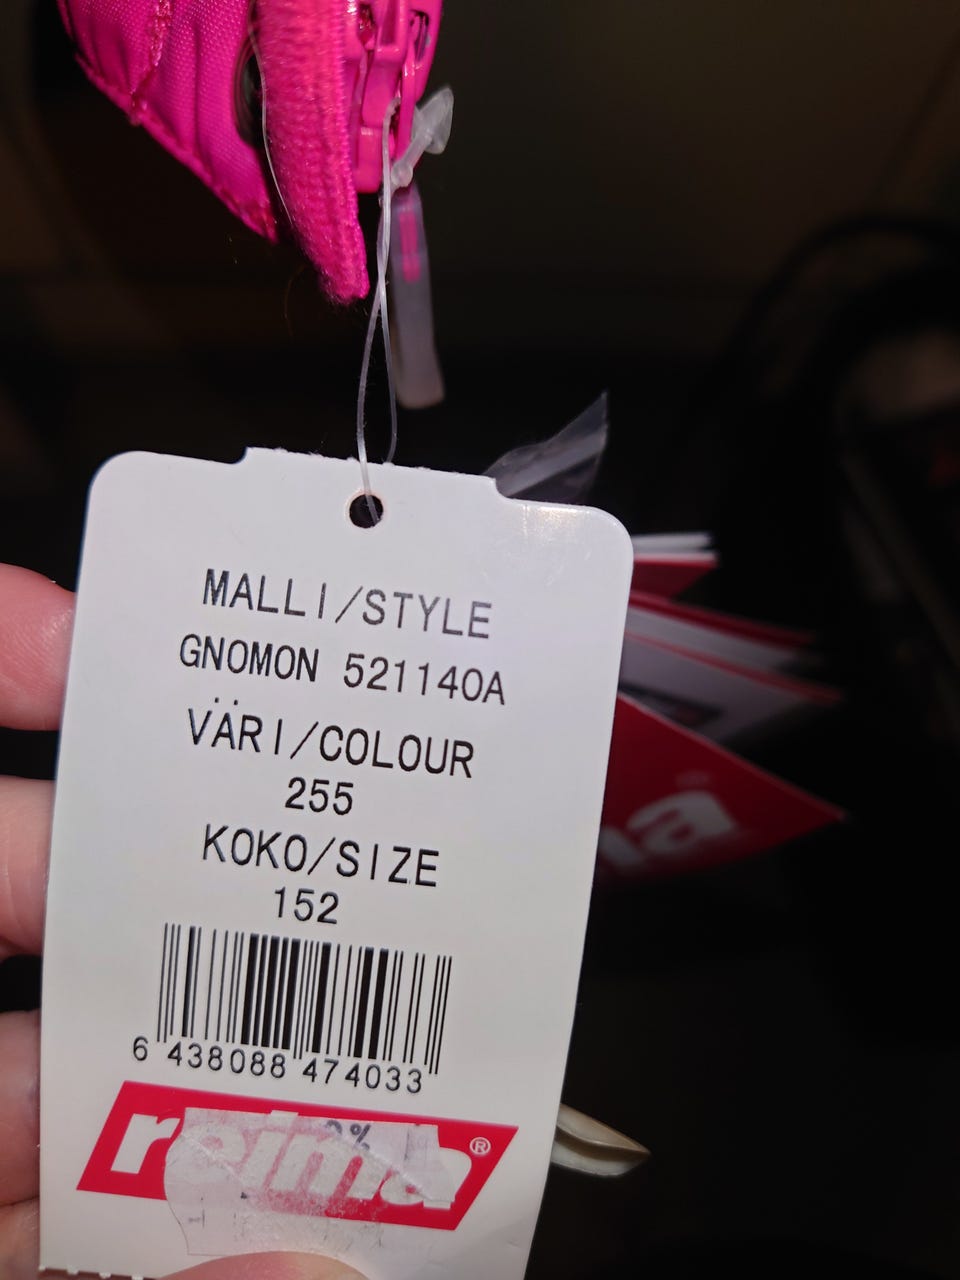 MALLI/STYLE
GNOMON 521140A
VÄRI/COLOUR
255
KOKO/SIZE
152
6 438088 474033
reima®